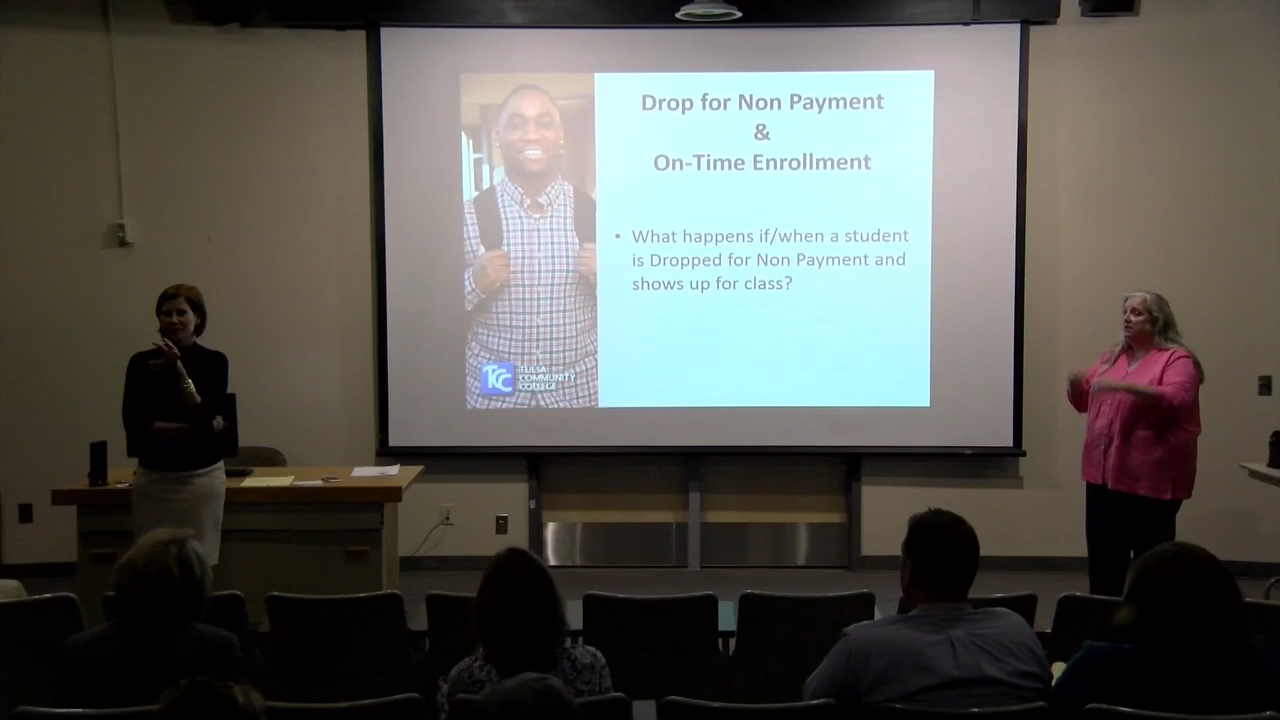 Drop for Non Payment
&
On-Time Enrollment
• What happens if/when a student
is Dropped for Non Payment and
shows up for class?
TCC
TULSA
COMMUNITY
COLLEGE